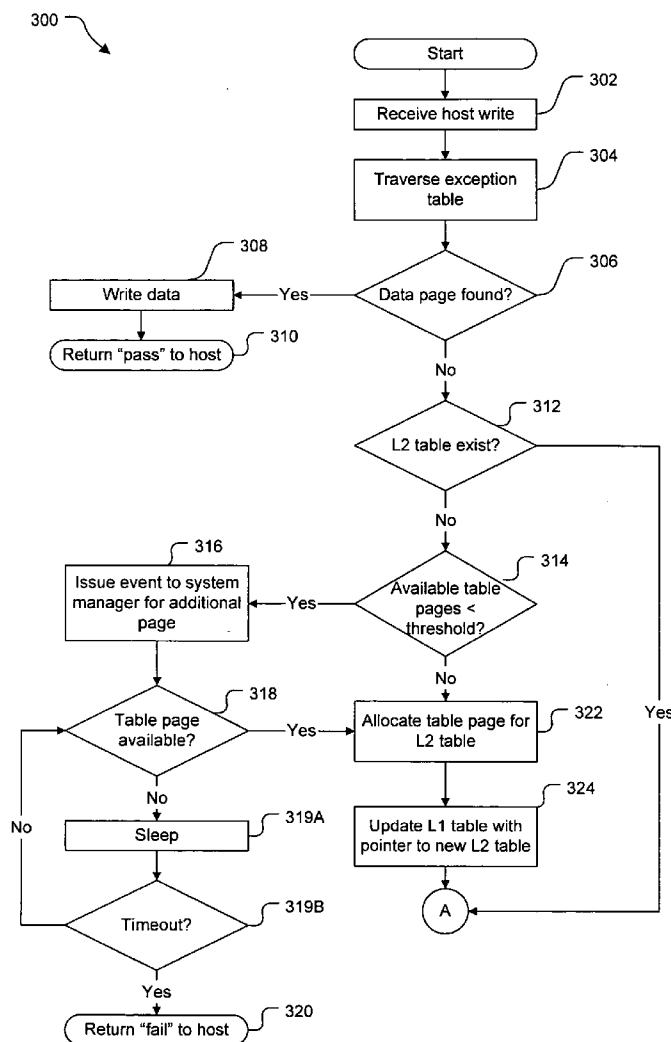 300
Start
302
Receive host write
304
Traverse exception
table
308
306
Write data
Yes
Data page found?
310
Return “pass” to host
No
312
L2 table exist?
No
316
314
Issue event to system
manager for additional
page
Yes
Available table
pages <
threshold?
318
No
Table page
available?
Yes
Allocate table page for
L2 table
322
Yes
No
No
324
Sleep
319A
Update L1 table with
pointer to new L2 table
Timeout?
319B
A
Yes
Return “fail” to host
320